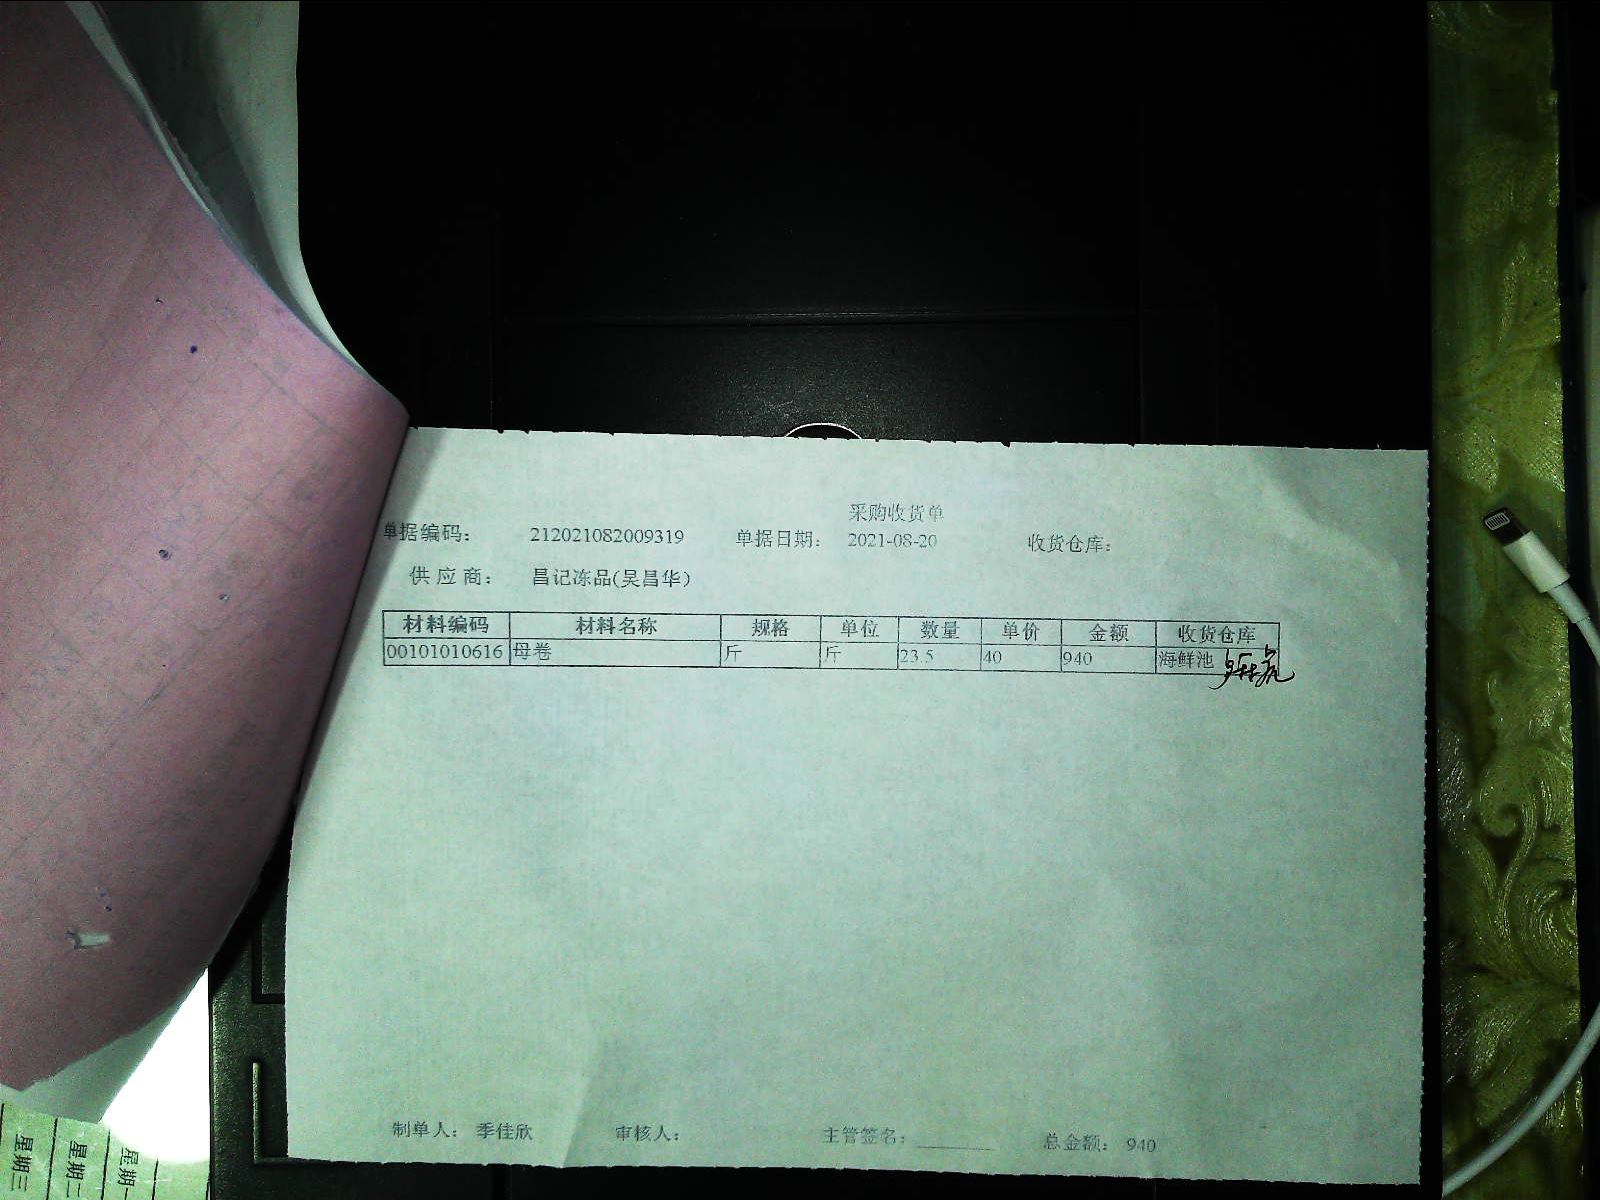 采购收货单
单据编码： 212021082009319 单据日期： 2021-08-20 收货仓库：
供应商： 昌记冻品(吴昌华)
材料编码 材料名称 规格 单位 数量 单价 金额 收货仓库
00101010616 母卷 斤 斤 23.5 40 940 海鲜池
制单人： 季佳欣 审核人： 主管签名： 总金额： 940
星期一
星期二
星期三